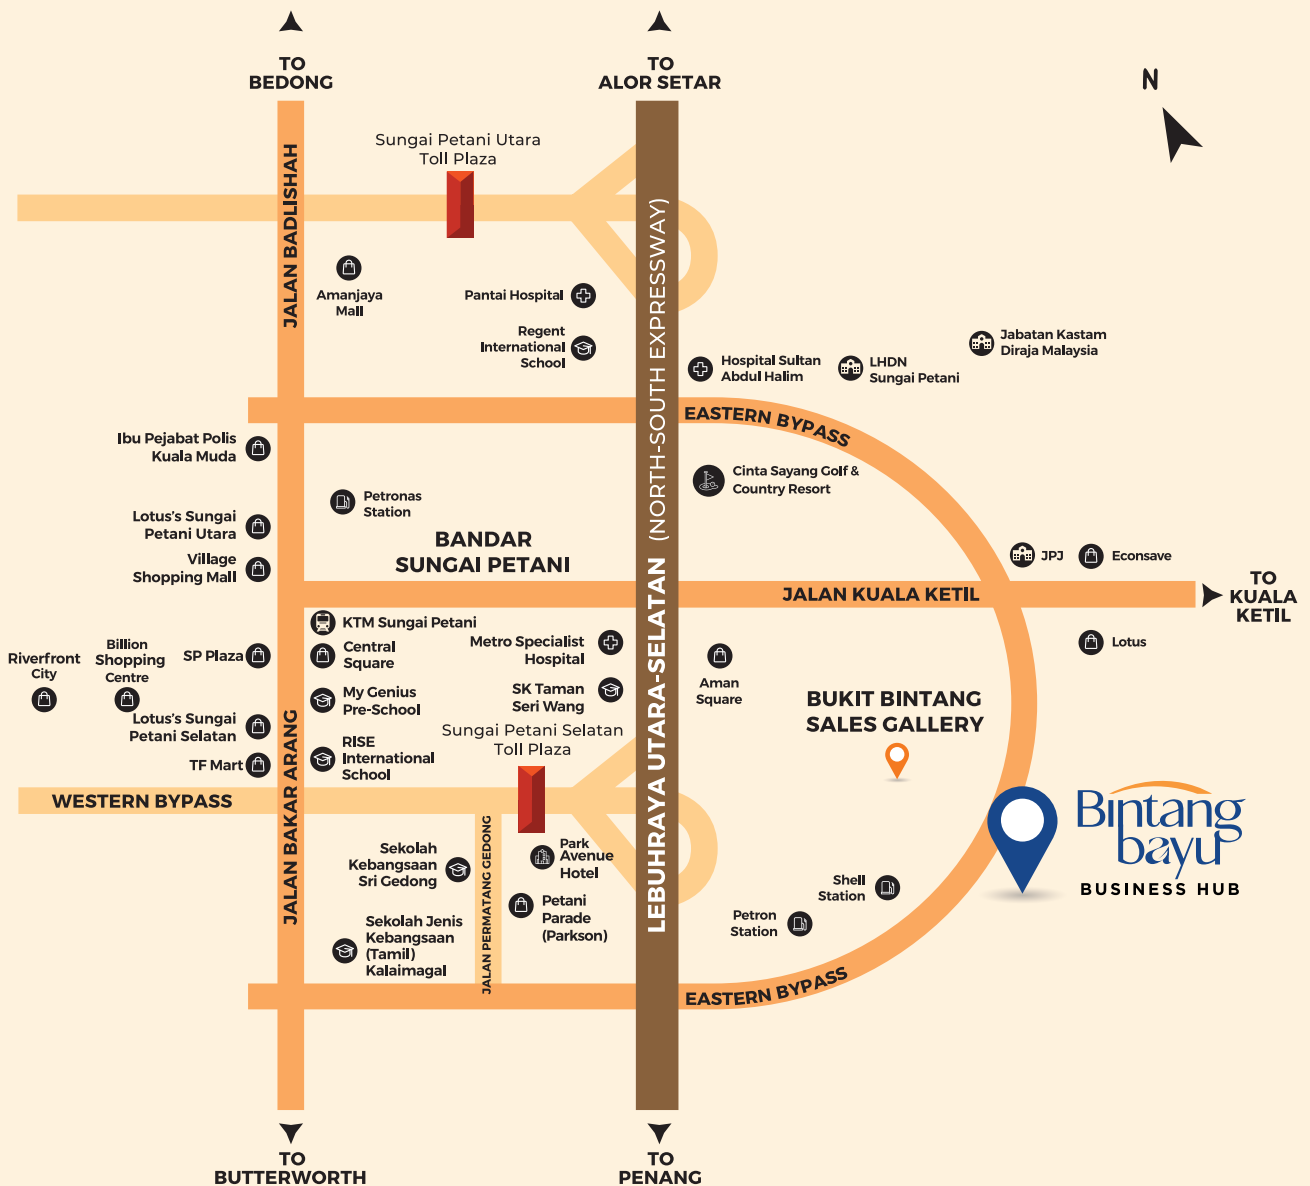 TO
BEDONG
TO
ALOR SETAR
N
Sungai Petani Utara
Toll Plaza
JALAN BADLISHAH
Amanjaya
Mall
Pantai Hospital
Regent
International
School
LEBUHRAYA UTARA-SELATAN (NORTH-SOUTH EXPRESSWAY)
Hospital Sultan
Abdul Halim
LHDN
Sungai Petani
Jabatan Kastam
Diraja Malaysia
EASTERN BYPASS
Ibu Pejabat Polis
Kuala Muda
Petronas
Station
Cinta Sayang Golf &
Country Resort
Lotus's Sungai
Petani Utara
Village
Shopping Mall
BANDAR
SUNGAI PETANI
JPJ
Econsave
JALAN KUALA KETIL
TO
KUALA
KETIL
KTM Sungai Petani
Central
Square
Metro Specialist
Hospital
Lotus
Riverfront
City
Billion
Shopping
Centre
SP Plaza
My Genius
Pre-School
SK Taman
Seri Wang
Aman
Square
BUKIT BINTANG
SALES GALLERY
Lotus's Sungai
Petani Selatan
TF Mart
RISE
International
School
Sungai Petani Selatan
Toll Plaza
WESTERN BYPASS
JALAN BAKAR ARANG
Bintang
bayu
BUSINESS HUB
Sekolah
Kebangsaan
Sri Gedong
JALAN PERMATANG GEDONG
Park
Avenue
Hotel
Petani
Parade
(Parkson)
Shell
Station
Petron
Station
Sekolah Jenis
Kebangsaan
(Tamil)
Kalaimagal
EASTERN BYPASS
TO
BUTTERWORTH
TO
PENANG